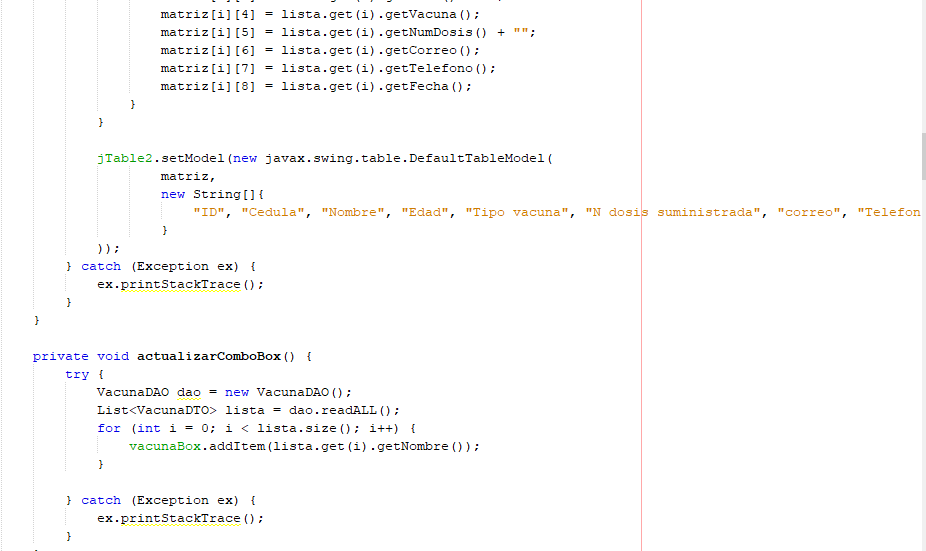 matriz[i][4] = lista.get(i).getVacuna();
matriz[i][5] = lista.get(i).getNumDosis() + "";
matriz[i][6] = lista.get(i).getCorreo();
matriz[i][7] = lista.get(i).getTelefono();
matriz[i][8] = lista.get(i).getFecha();
}
}
jTable2.setModel(new javax.swing.table.DefaultTableModel(
matriz,
new String[]{
"ID", "Cedula", "Nombre", "Edad", "Tipo vacuna", "N dosis suministrada", "correo", "Telefon
}
));
} catch (Exception ex) {
ex.printStackTrace();
}
}
private void actualizarComboBox() {
try {
VacunaDAO dao = new VacunaDAO();
List<VacunaDTO> lista = dao.readALL();
for (int i = 0; i < lista.size(); i++) {
vacunaBox.addItem(lista.get(i).getNombre());
}
} catch (Exception ex) {
ex.printStackTrace();
}